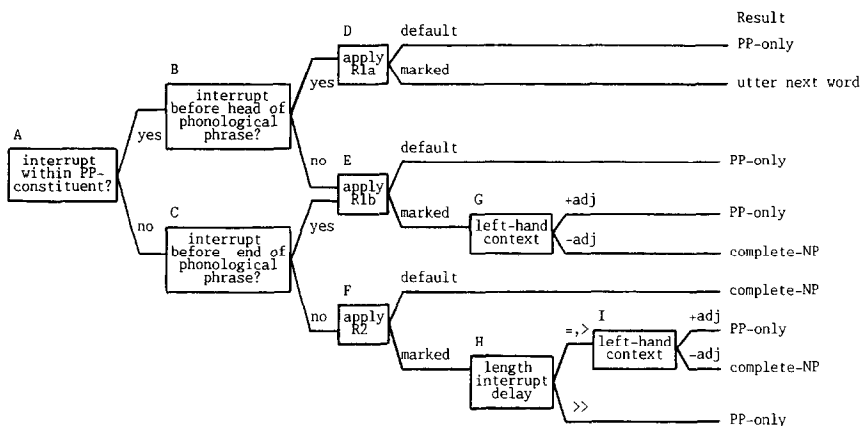 Result
D
apply
R1a
default
PP-only
marked
utter next word
B
interrupt
before head of
phonological
phrase?
yes
no
A
interrupt
within PP-
constituent?
yes
no
E
apply
R1b
default
PP-only
marked
G
left-hand
context
+adj
PP-only
-adj
complete-NP
C
interrupt
before end of
phonological
phrase?
yes
no
F
apply
R2
default
complete-NP
marked
H
length
interrupt
delay
=,>
I
left-hand
context
+adj
PP-only
-adj
complete-NP
>>
PP-only